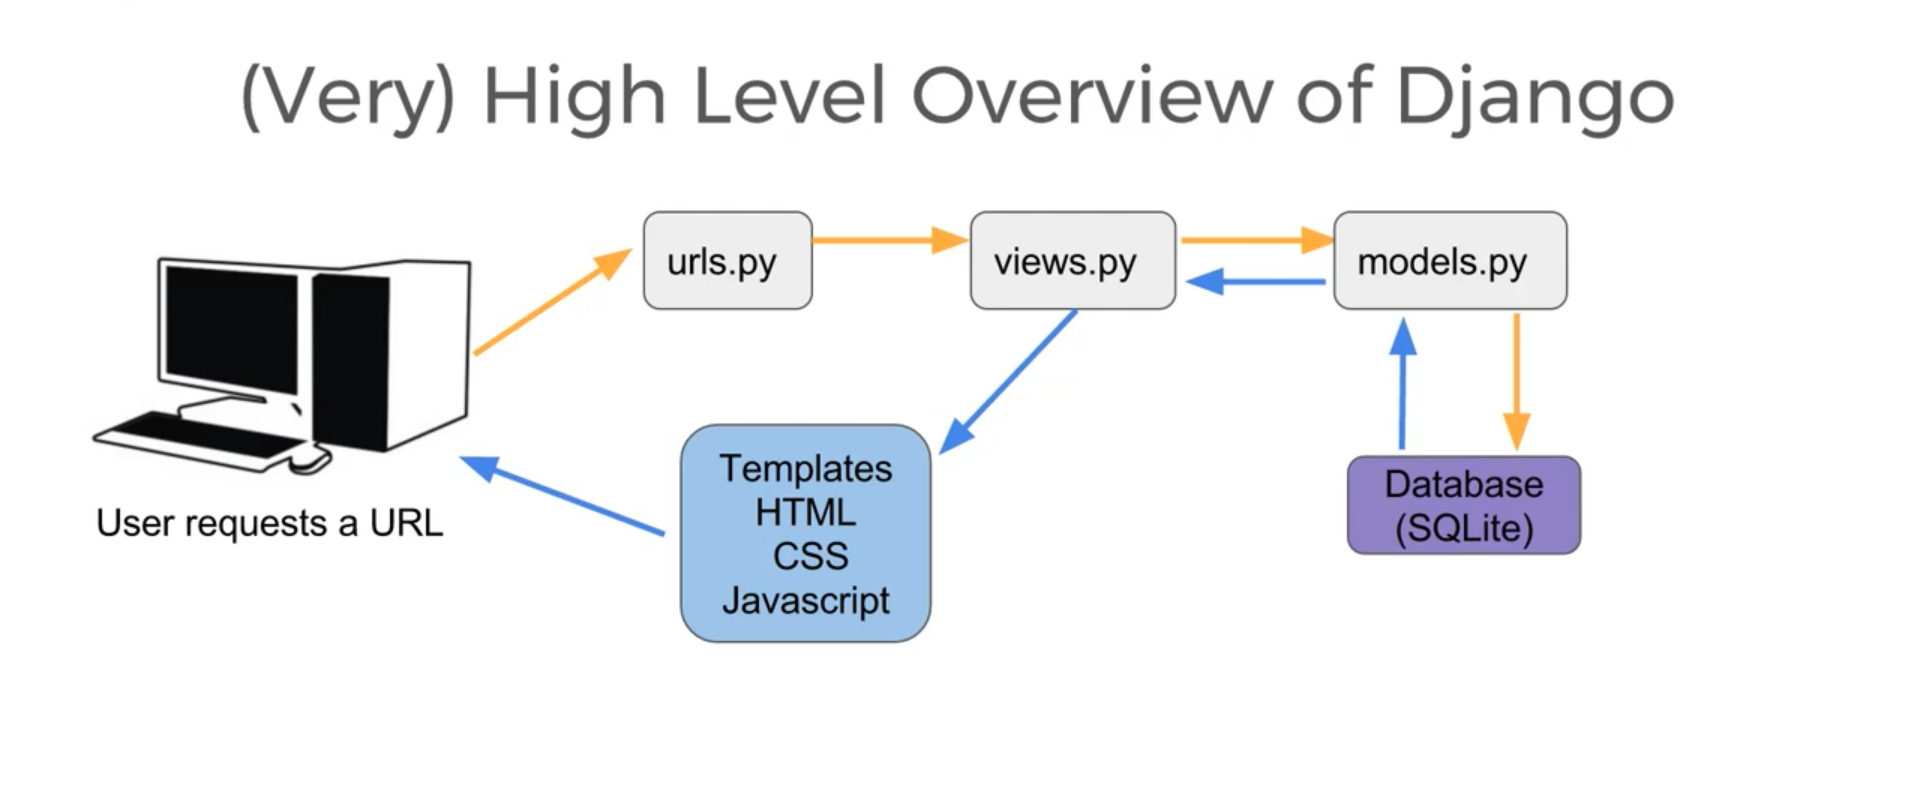 (Very) High Level Overview of Django
urls.py
views.py
models.py
User requests a URL
Templates
HTML
CSS
Javascript
Database
(SQLite)